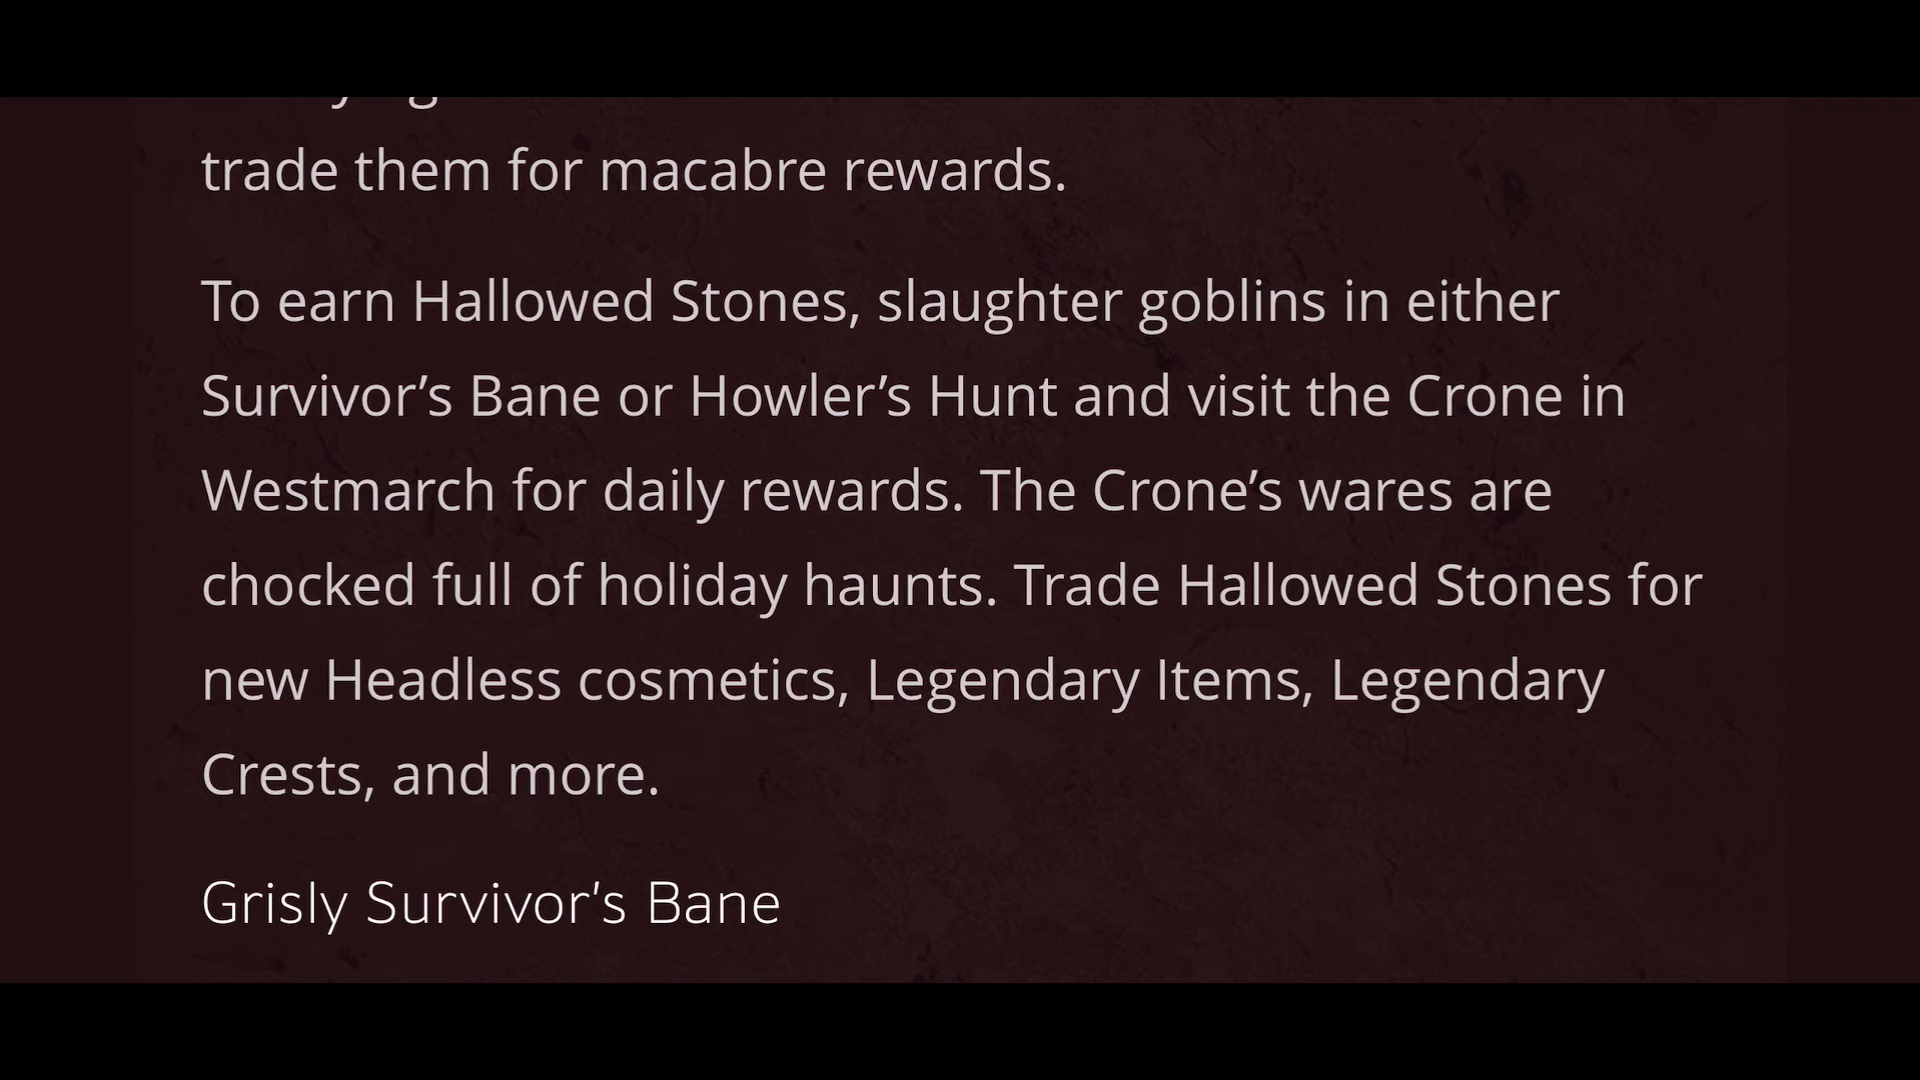 trade them for macabre rewards.
To earn Hallowed Stones, slaughter goblins in either
Survivor’s Bane or Howler’s Hunt and visit the Crone in
Westmarch for daily rewards. The Crone’s wares are
chocked full of holiday haunts. Trade Hallowed Stones for
new Headless cosmetics, Legendary Items, Legendary
Crests, and more.
Grisly Survivor’s Bane